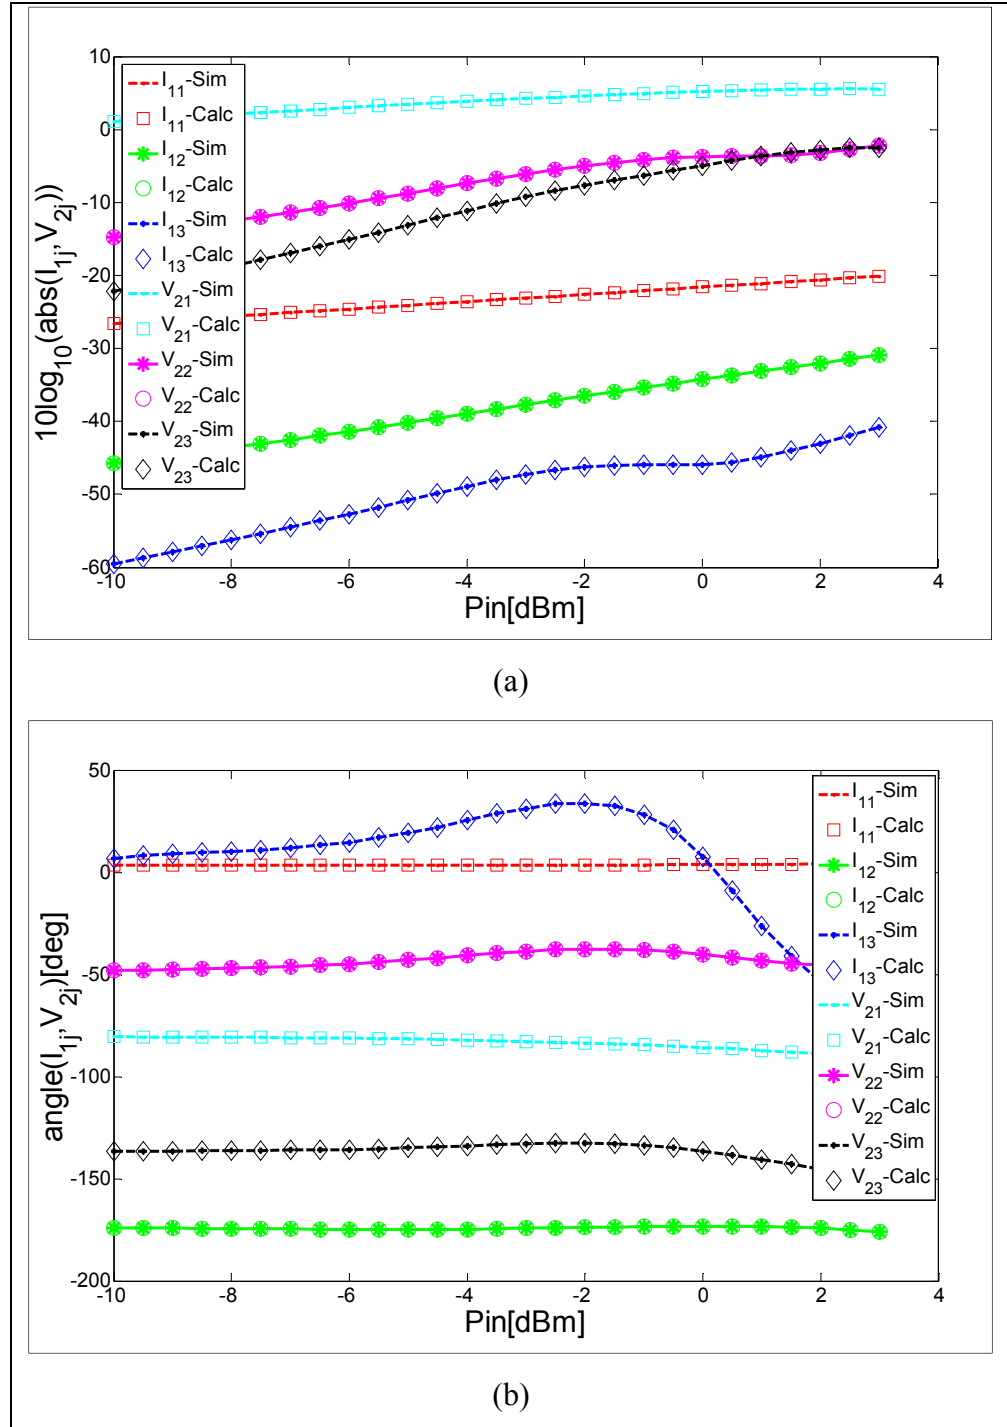 10
0
-10
-20
-30
-40
-50
-60
-10
-8
-6
-4
-2
0
2
4
10log10(abs(I1j, V2j))
Pin[dBm]
I11-Sim
I11-Calc
I12-Sim
I12-Calc
I13-Sim
I13-Calc
V21-Sim
V21-Calc
V22-Sim
V22-Calc
V23-Sim
V23-Calc
(a)
50
0
-50
-100
-150
-200
-10
-8
-6
-4
-2
0
2
4
angle(I1j, V2j)[deg]
Pin[dBm]
I11-Sim
I11-Calc
I12-Sim
I12-Calc
I13-Sim
I13-Calc
V21-Sim
V21-Calc
V22-Sim
V22-Calc
V23-Sim
V23-Calc
(b)